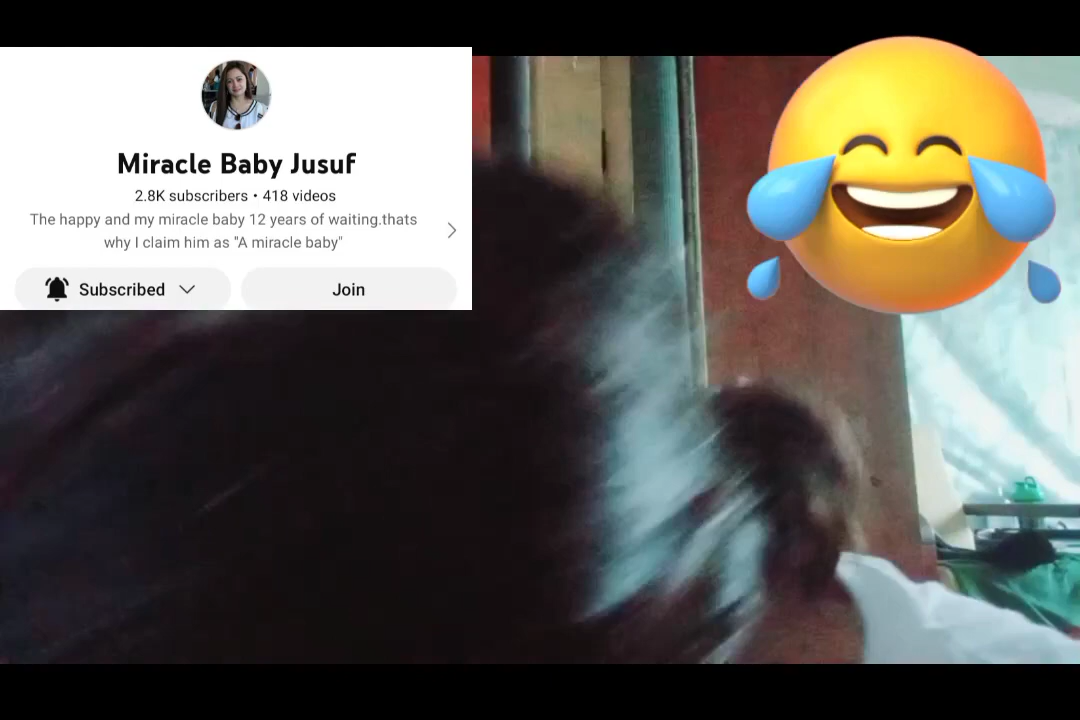 Miracle Baby Jusuf
2.8K subscribers • 418 videos
The happy and my miracle baby 12 years of waiting.thats
why I claim him as "A miracle baby"
Subscribed
Join